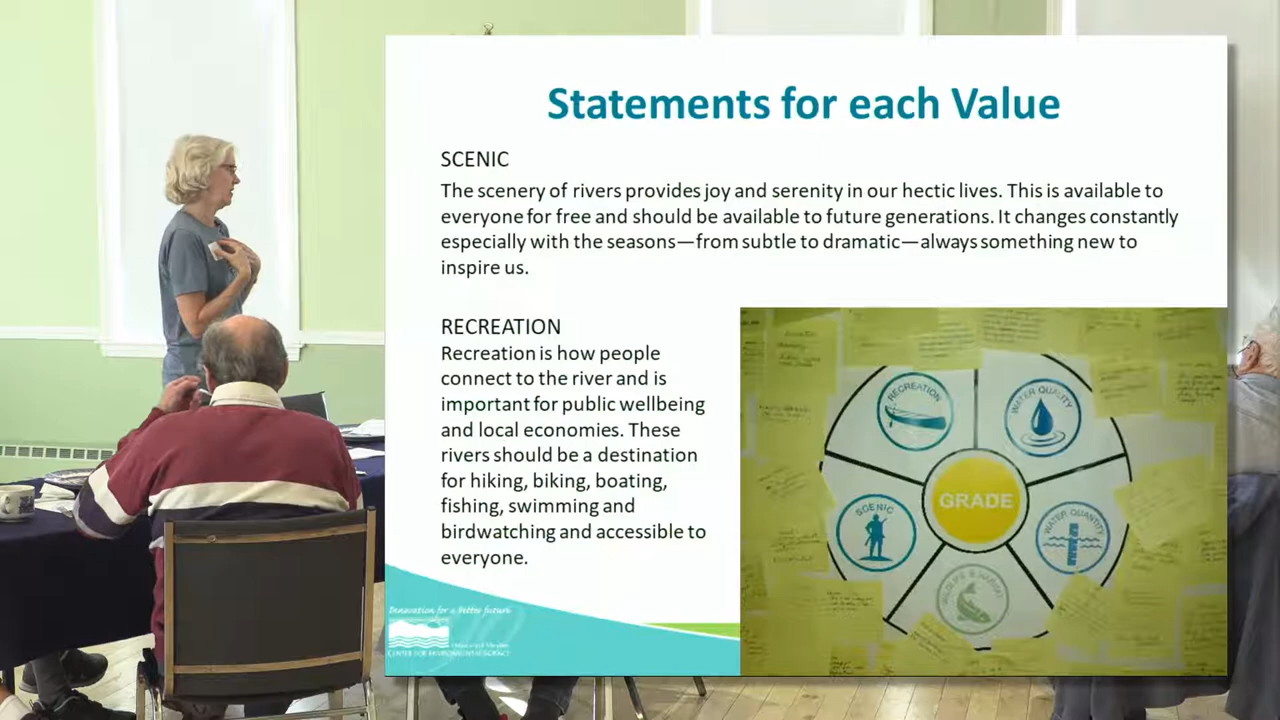 Statements for each Value
SCENIC
The scenery of rivers provides joy and serenity in our hectic lives. This is available to
everyone for free and should be available to future generations. It changes constantly
especially with the seasons—from subtle to dramatic—always something new to
inspire us.
RECREATION
Recreation is how people
connect to the river and is
important for public wellbeing
and local economies. These
rivers should be a destination
for hiking, biking, boating,
fishing, swimming and
birdwatching and accessible to
everyone.
RECREATION
WATER QUALITY
GRADE
SCENIC
WATER QUANTITY
WILDLIFE & HABITAT
Innovation for a better future
CENTER FOR ENVIRONMENTAL SCIENCE